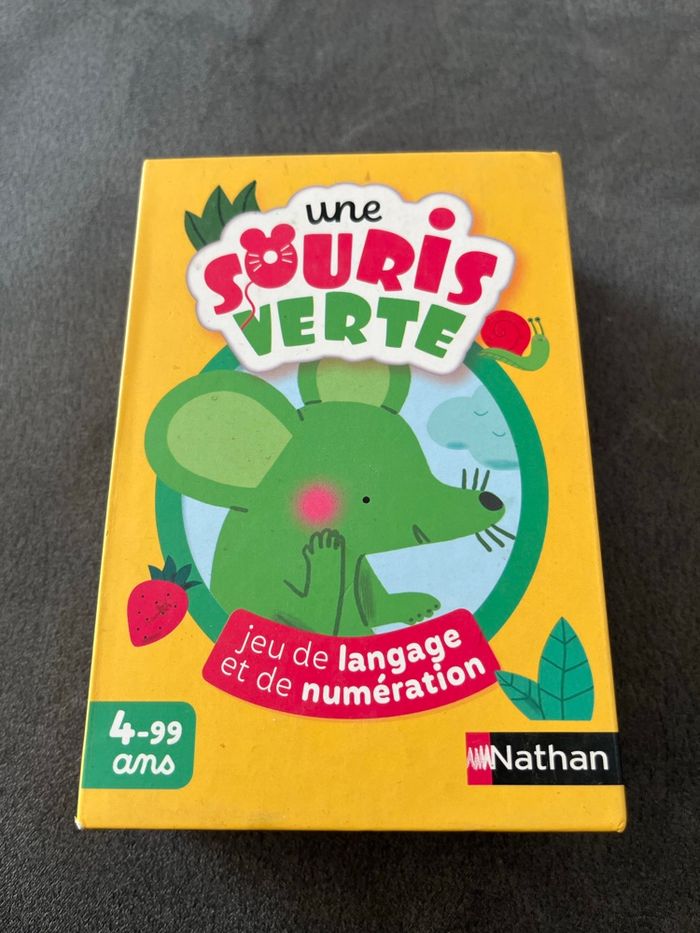 une
SOURIS
VERTE
jeu de langage
et de numération
4-99
ans
Nathan